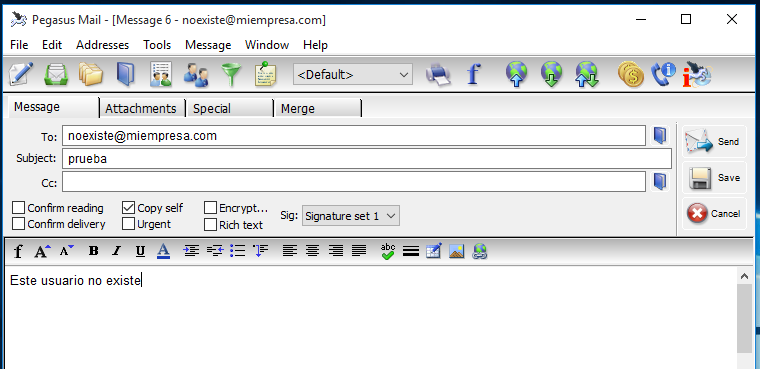 Pegasus Mail - [Message 6 - noexiste@miempresa.com]
File Edit Addresses Tools Message Window Help
<Default>
Message Attachments Special Merge
To: noexiste@miempresa.com
Send
Subject: prueba
Save
Cc:
Confirm reading Copy self Encrypt... Sig: Signature set 1
Cancel
Confirm delivery Urgent Rich text
f A A B I U A abc
Este usuario no existe